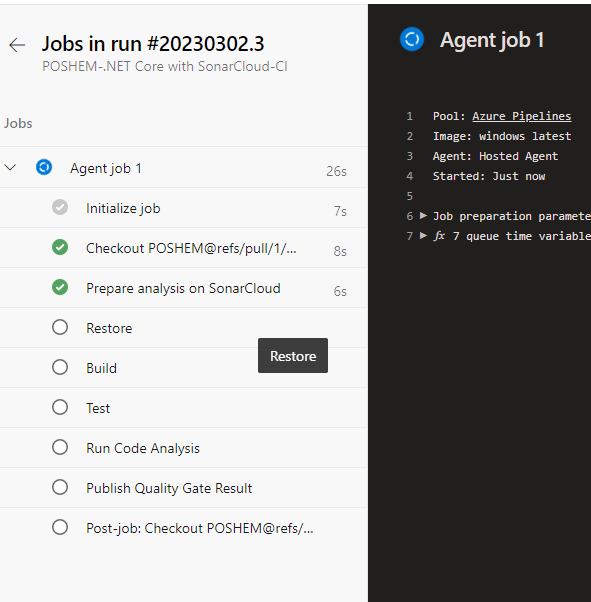 Jobs in run #20230302.3
POSHEM-.NET Core with SonarCloud-CI
Jobs
Agent job 1 26s
Initialize job 7s
Checkout POSHEM@refs/pull/1/... 8s
Prepare analysis on SonarCloud 6s
Restore
Restore
Build
Test
Run Code Analysis
Publish Quality Gate Result
Post-job: Checkout POSHEM@refs/...
Agent job 1
1 Pool: Azure Pipelines
2 Image: windows latest
3 Agent: Hosted Agent
4 Started: Just now
5
6 Job preparation paramete
7 fx 7 queue time variable